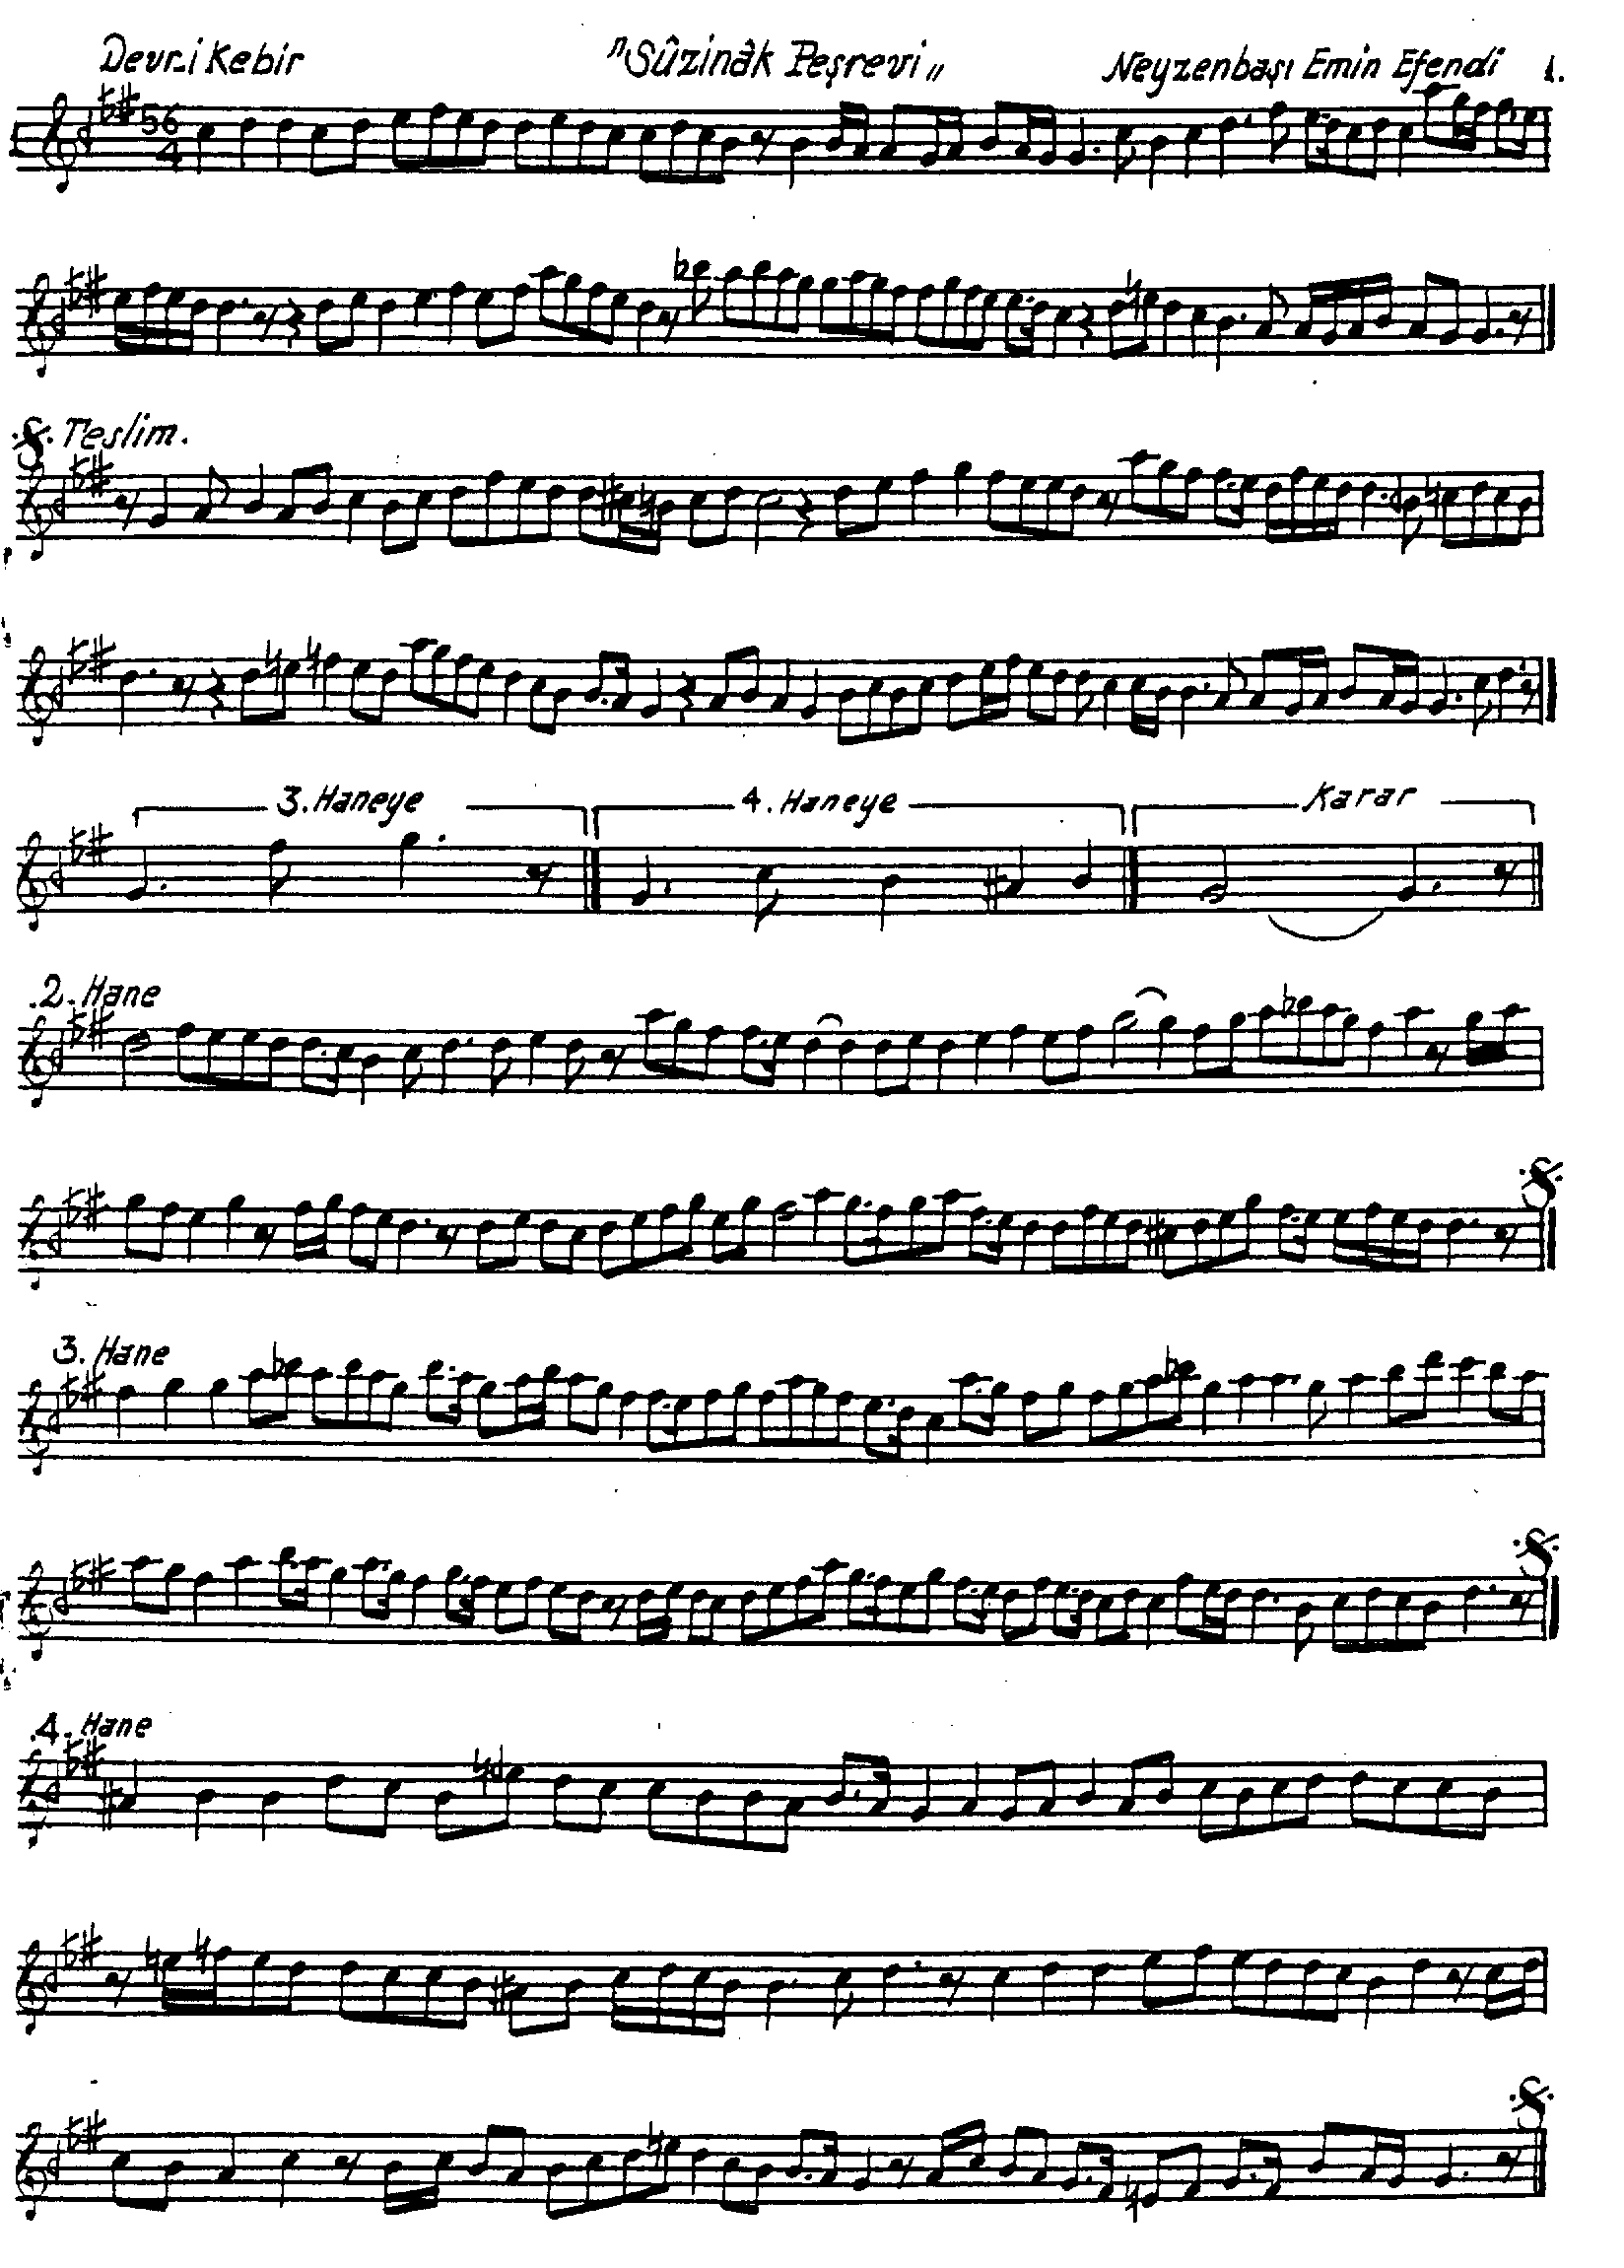 Devr-i Kebir "Sûzinâk Peşrevi" Neyzenbaşı Emin Efendi 1.
56
4
Teslim.
3. Haneye 4. Haneye Karar
.2. Hane
3. Hane
.4. Hane